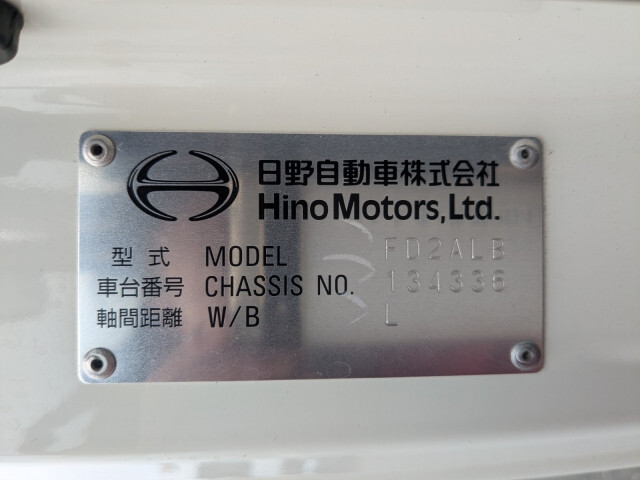 日野自動車株式会社
Hino Motors, Ltd.
型式 MODEL FD2ALB
車台番号 CHASSIS NO. 134336
軸間距離 W/B L